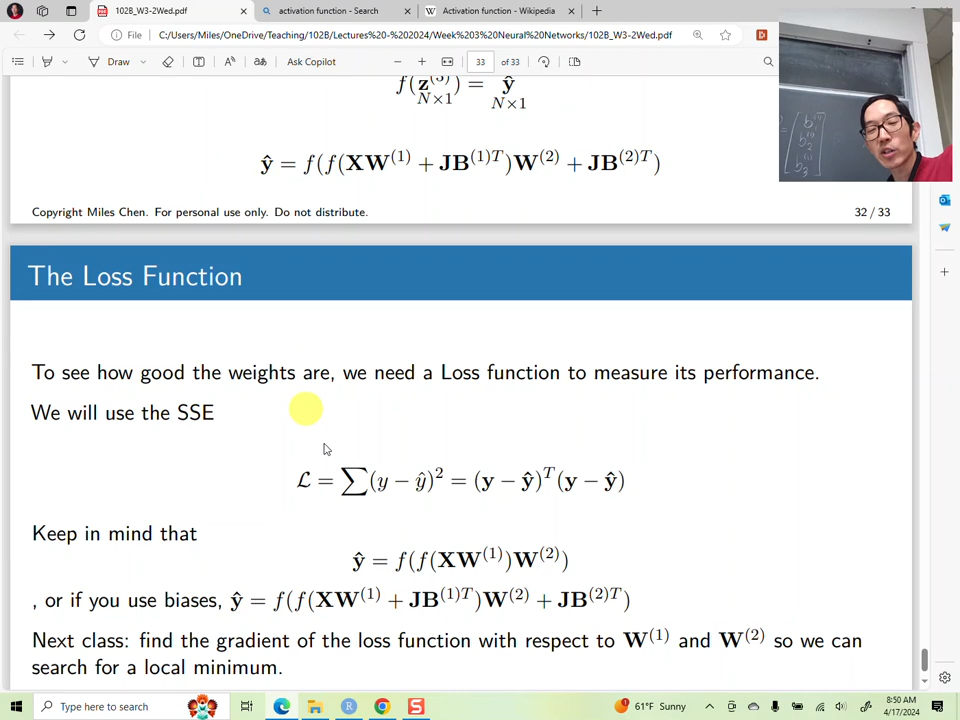 102B_W3-2Wed.pdf
activation function - Search
Activation function - Wikipedia
File
C:/Users/Miles/OneDrive/Teaching/102B/Lectures%20-%202024/Week%203%20Neural%20Networks/102B_W3-2Wed.pdf
Draw
Ask Copilot
33 of 33
f(z⁽³⁾) = ŷ
N×1 N×1
ŷ = f(f(XW⁽¹⁾ + JB⁽¹⁾ᵀ)W⁽²⁾ + JB⁽²⁾ᵀ)
Copyright Miles Chen. For personal use only. Do not distribute. 32 / 33
The Loss Function
To see how good the weights are, we need a Loss function to measure its performance.
We will use the SSE
ℒ = ∑(y − ŷ)² = (y − ŷ)ᵀ(y − ŷ)
Keep in mind that
ŷ = f(f(XW⁽¹⁾)W⁽²⁾)
, or if you use biases, ŷ = f(f(XW⁽¹⁾ + JB⁽¹⁾ᵀ)W⁽²⁾ + JB⁽²⁾ᵀ)
Next class: find the gradient of the loss function with respect to W⁽¹⁾ and W⁽²⁾ so we can
search for a local minimum.
Type here to search
61°F Sunny
8:50 AM
4/17/2024